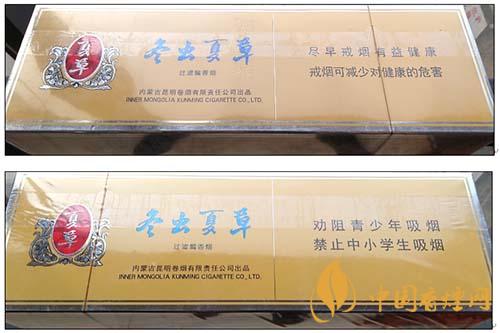 夏草
冬虫夏草
过滤嘴香烟
内蒙古昆明卷烟有限责任公司出品
INNER MONGOLIA KUNMING CIGARETTE CO., LTD.
尽早戒烟有益健康
戒烟可减少对健康的危害
夏草
冬虫夏草
过滤嘴香烟
内蒙古昆明卷烟有限责任公司出品
INNER MONGOLIA KUNMING CIGARETTE CO., LTD.
劝阻青少年吸烟
禁止中小学生吸烟
中国香烟网